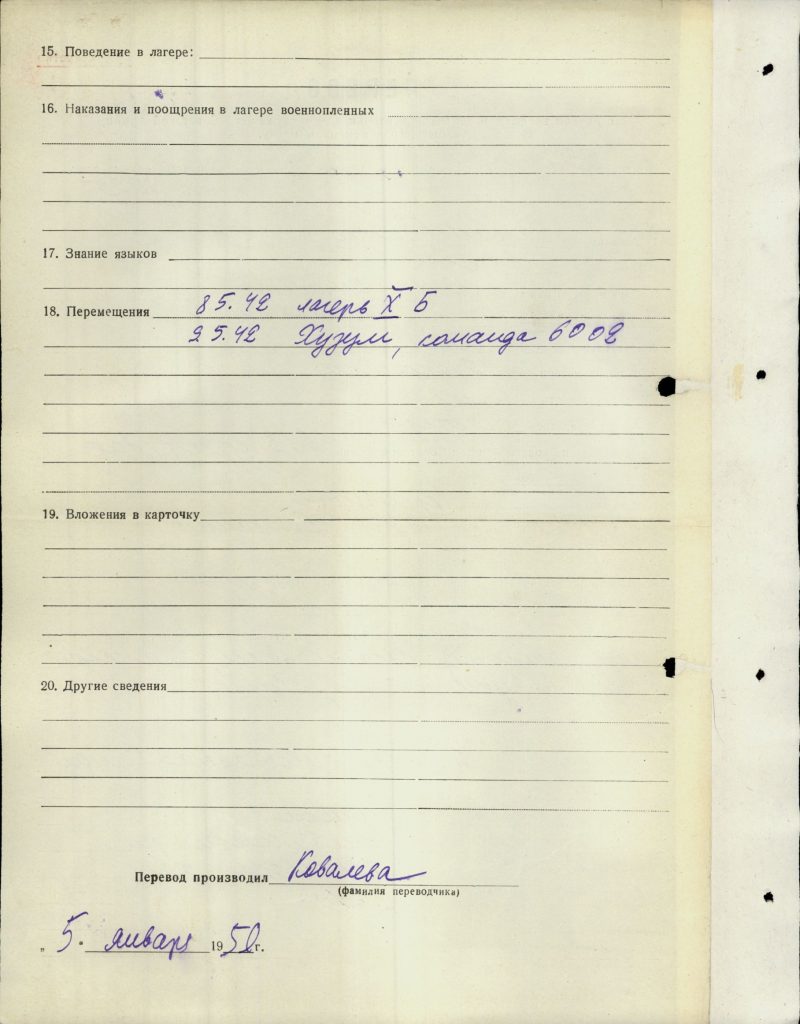 15. Поведение в лагере:
16. Наказания и поощрения в лагере военнопленных
17. Знание языков
18. Перемещения 8 5. 42 лагерь X Б
9 5. 42 Хузум, команда 6002
19. Вложения в карточку
20. Другие сведения
Перевод производил Ковалева
(фамилия переводчика)
„ 5 " января 1950 г.